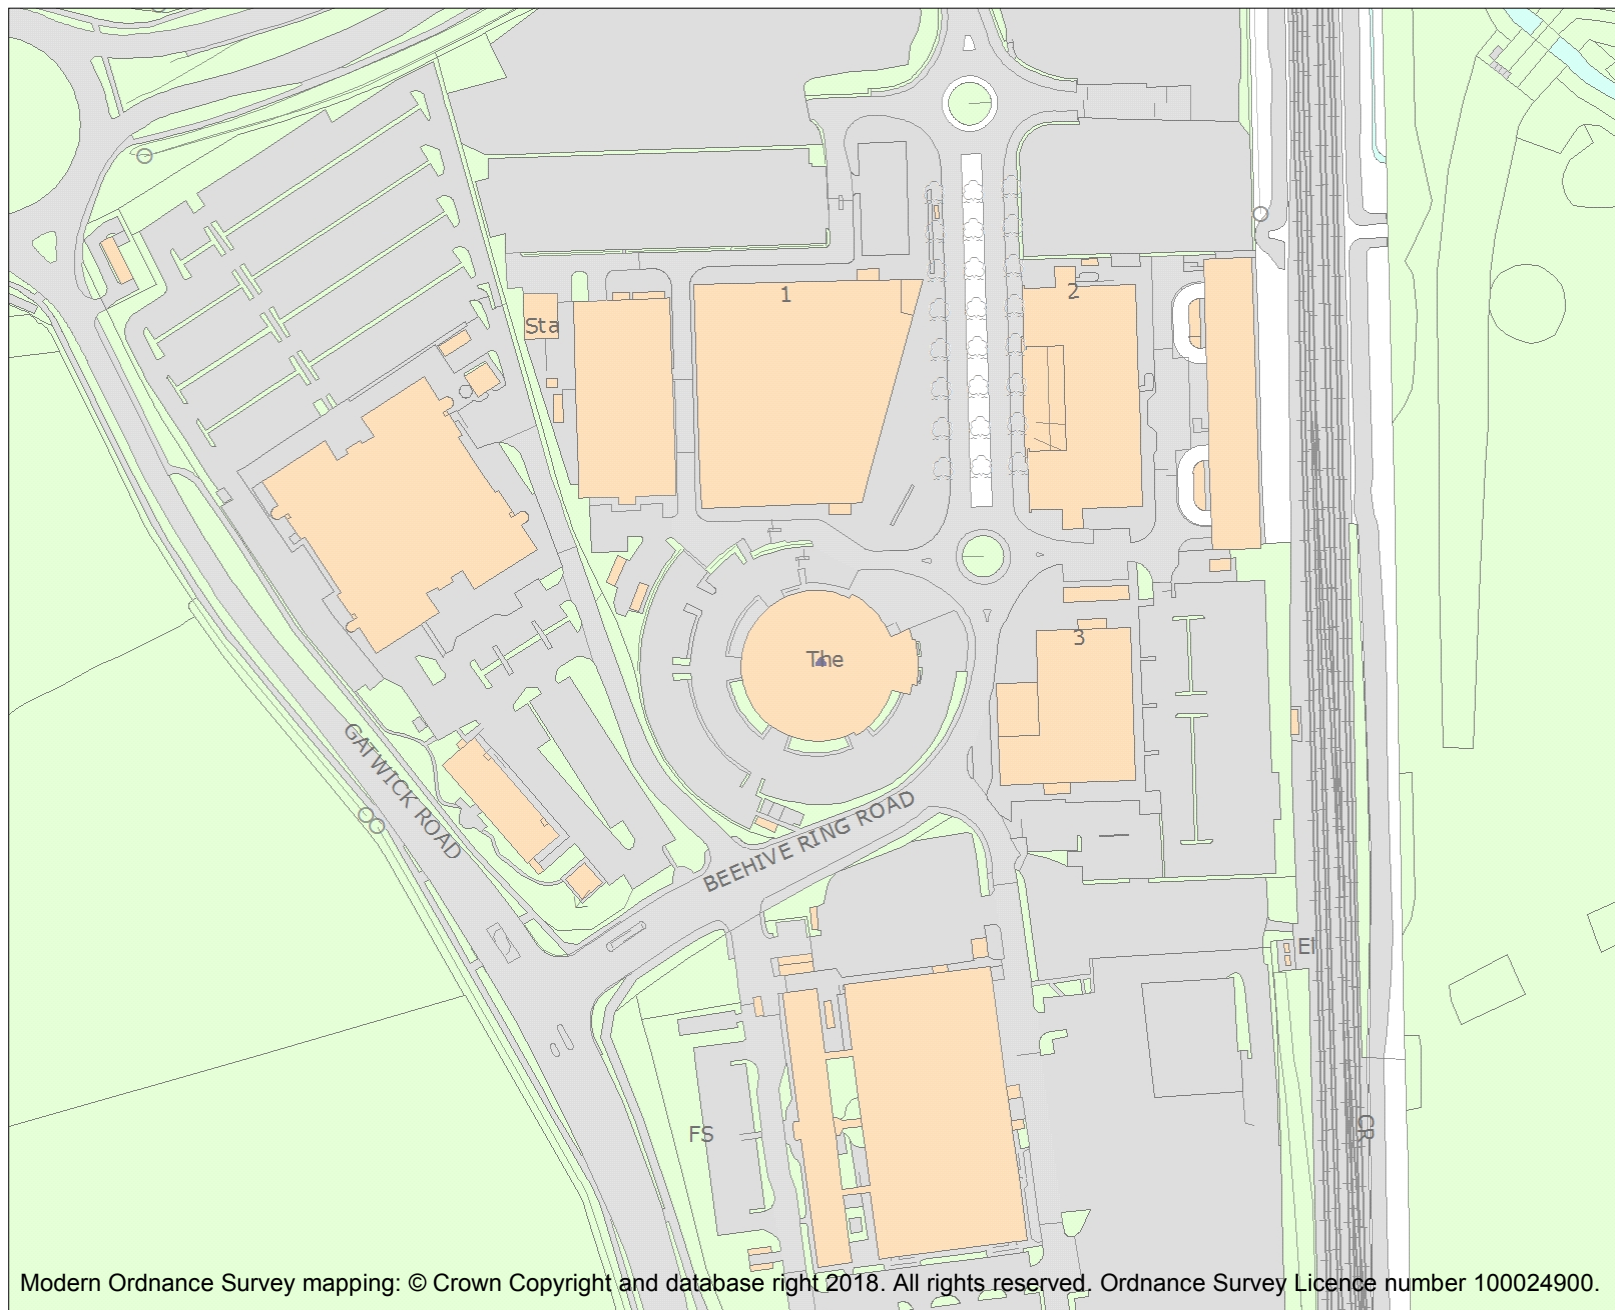 1
2
Sta
The
3
GATWICK ROAD
BEEHIVE RING ROAD
El
FS
CR
Modern Ordnance Survey mapping: © Crown Copyright and database right 2018. All rights reserved. Ordnance Survey Licence number 100024900.